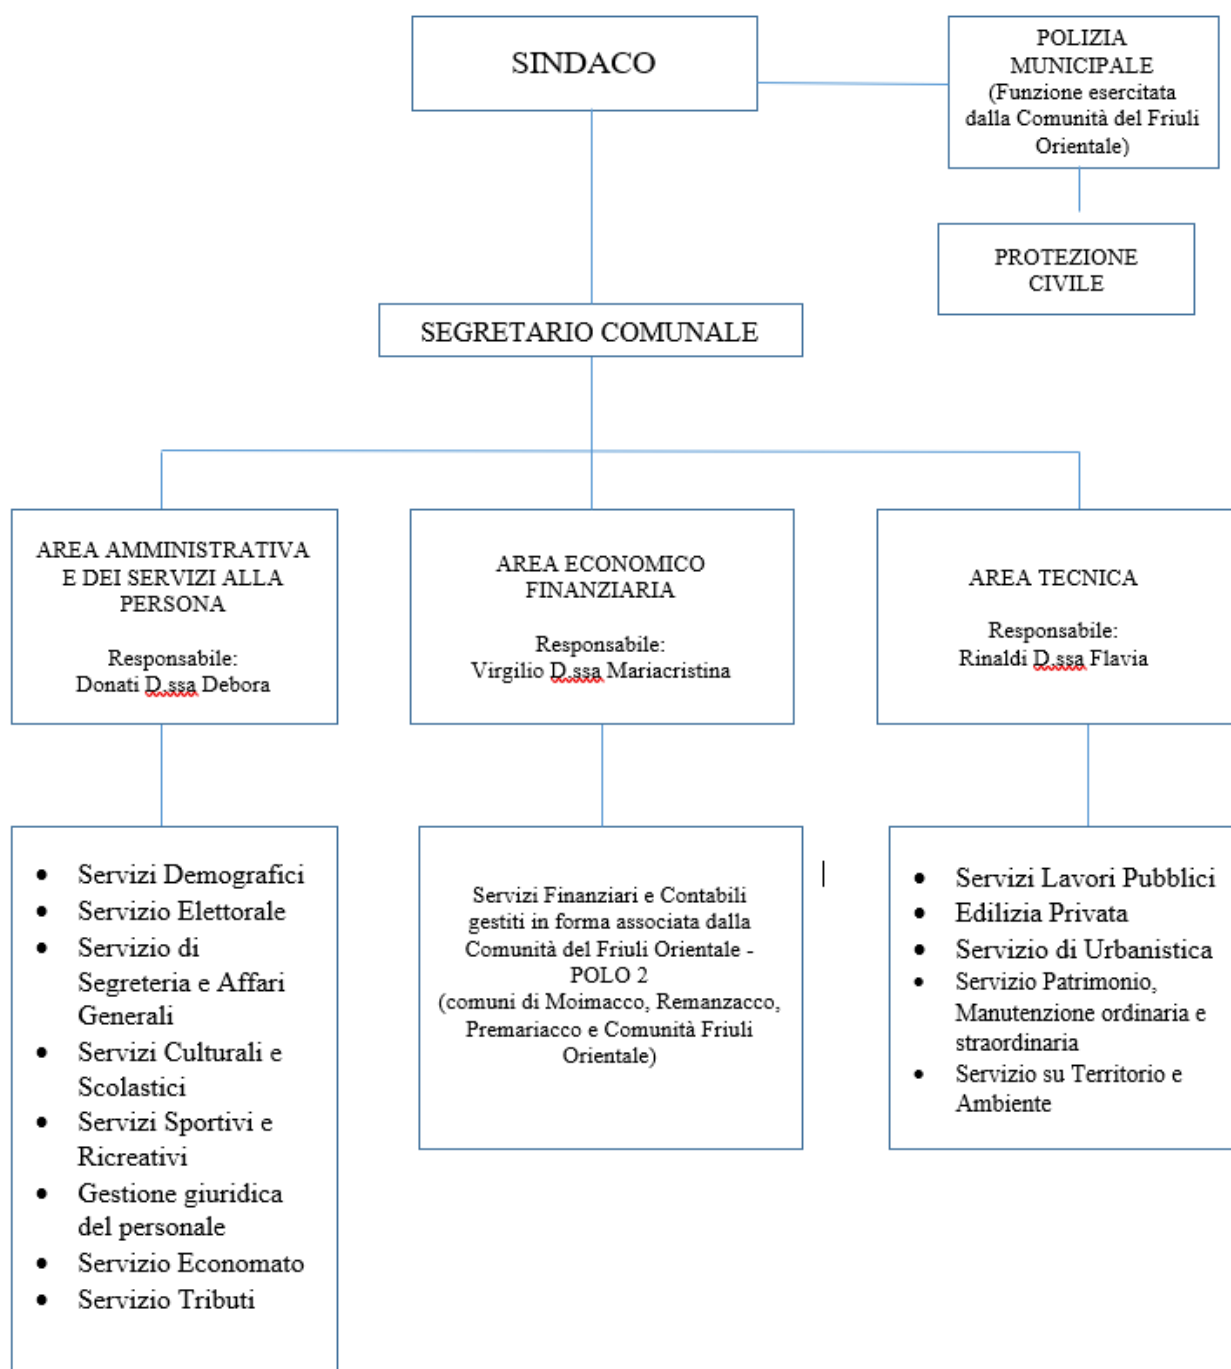 SINDACO
POLIZIA
MUNICIPALE
(Funzione esercitata
dalla Comunità del Friuli
Orientale)
PROTEZIONE
CIVILE
SEGRETARIO COMUNALE
AREA AMMINISTRATIVA
E DEI SERVIZI ALLA
PERSONA
Responsabile:
Donati D.ssa Debora
AREA ECONOMICO
FINANZIARIA
Responsabile:
Virgilio D.ssa Mariacristina
AREA TECNICA
Responsabile:
Rinaldi D.ssa Flavia
• Servizi Demografici
• Servizio Elettorale
• Servizio di
Segreteria e Affari
Generali
• Servizi Culturali e
Scolastici
• Servizi Sportivi e
Ricreativi
• Gestione giuridica
del personale
• Servizio Economato
• Servizio Tributi
Servizi Finanziari e Contabili
gestiti in forma associata dalla
Comunità del Friuli Orientale -
POLO 2
(comuni di Moimacco, Remanzacco,
Premariacco e Comunità Friuli
Orientale)
• Servizi Lavori Pubblici
• Edilizia Privata
• Servizio di Urbanistica
• Servizio Patrimonio,
Manutenzione ordinaria e
straordinaria
• Servizio su Territorio e
Ambiente